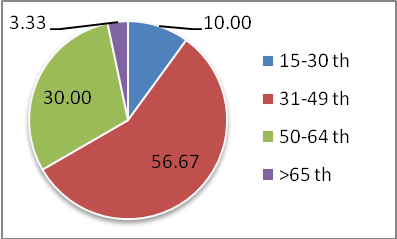 3.33
10.00
30.00
56.67
15-30 th
31-49 th
50-64 th
>65 th